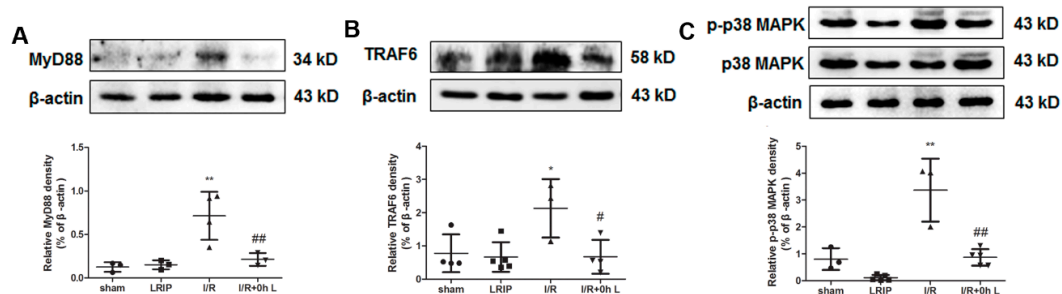 A
MyD88
34 kD
β-actin
43 kD
Relative MyD88 density
(% of β -actin)
1.5
1.0
0.5
0.0
**
##
sham
LRIP
I/R
I/R+0h L
B
TRAF6
58 kD
β-actin
43 kD
Relative TRAF6 density
(% of β -actin)
4
3
2
1
0
*
#
sham
LRIP
I/R
I/R+0h L
C
p-p38 MAPK
43 kD
p38 MAPK
43 kD
β-actin
43 kD
Relative p-p38 MAPK density
(% of β -actin)
5
4
3
2
1
0
**
##
sham
LRIP
I/R
I/R+0h L